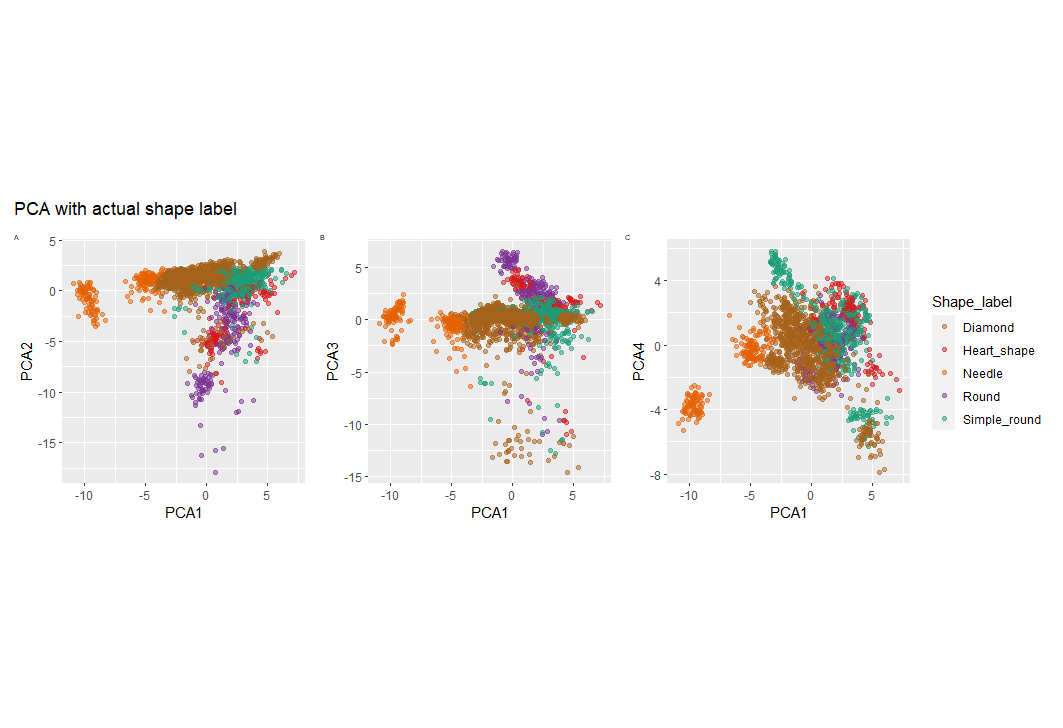 PCA with actual shape label
A
5
0
-5
-10
-15
PCA2
-10
-5
0
5
PCA1
B
5
0
-5
-10
-15
PCA3
-10
-5
0
5
PCA1
C
4
0
-4
-8
PCA4
-10
-5
0
5
PCA1
Shape_label
Diamond
Heart_shape
Needle
Round
Simple_round